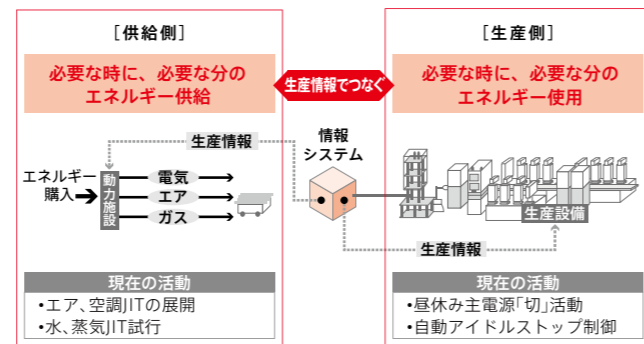 ［供給側］
必要な時に、必要な分の
エネルギー供給
生産情報でつなぐ
［生産側］
必要な時に、必要な分の
エネルギー使用
生産情報
情報
システム
エネルギー
購入
動力施設
電気
エア
ガス
生産設備
生産情報
現在の活動
•エア、空調JITの展開
•水、蒸気JIT試行
現在の活動
•昼休み主電源「切」活動
•自動アイドルストップ制御